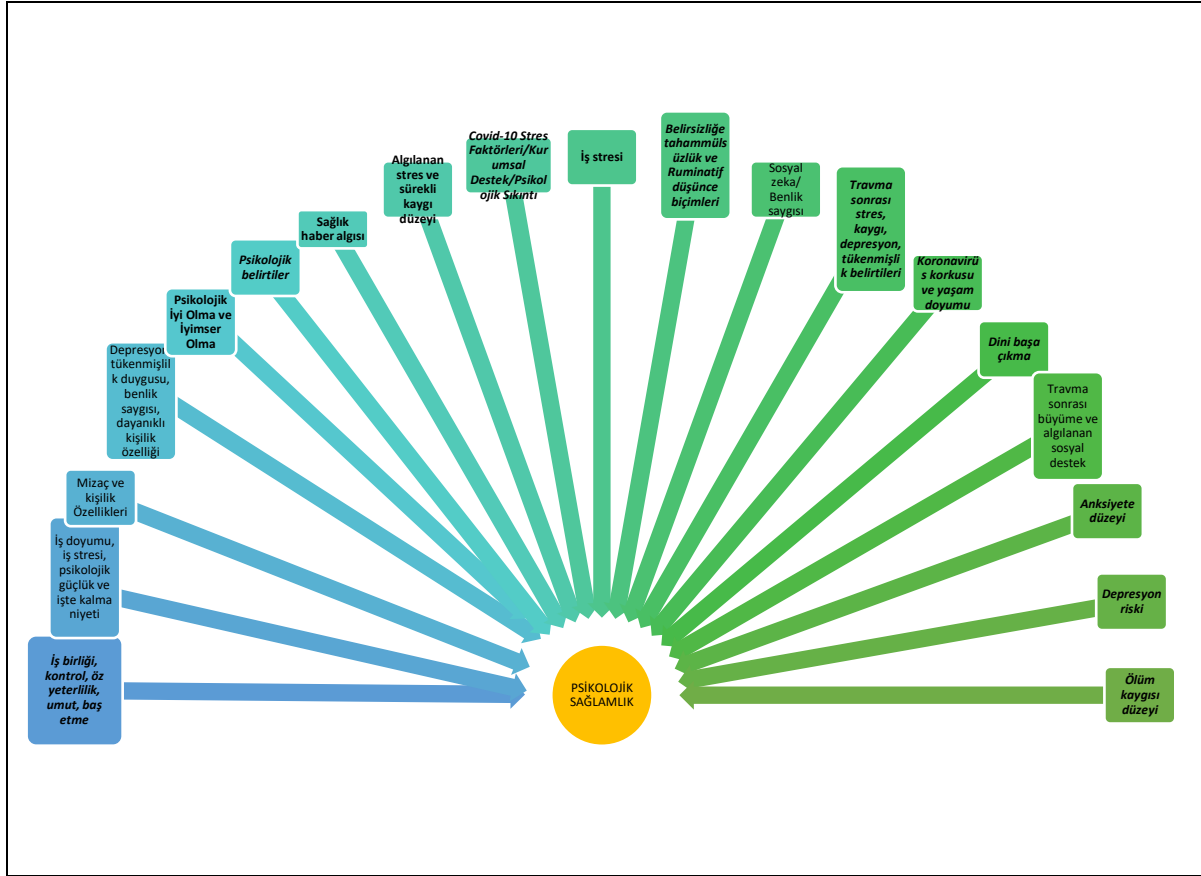 İş birliği,
kontrol, öz
yeterlilik,
umut, baş
etme
İş doyumu,
iş stresi,
psikolojik
güçlük ve
işte kalma
niyeti
Mizaç ve
kişilik
Özellikleri
Depresyon
tükenmişlil
k duygusu,
benlik
saygısı,
dayanıklı
kişilik
özelliği
Psikolojik
İyi Olma ve
İyimser
Olma
Psikolojik
belirtiler
Sağlık
haber algısı
Algılanan
stres ve
sürekli
kaygı
düzeyi
Covid-10 Stres
Faktörleri/Kur
umsal
Destek/Psikol
ojik Sıkıntı
İş stresi
Belirsizliğe
tahammüls
üzlük ve
Ruminatif
düşünce
biçimleri
Sosyal
zeka/
Benlik
saygısı
Travma
sonrası
stres,
kaygı,
depresyon,
tükenmişli
k belirtileri
Koronavirü
s korkusu
ve yaşam
doyumu
Dini başa
çıkma
Travma
sonrası
büyüme ve
algılanan
sosyal
destek
Anksiyete
düzeyi
Depresyon
riski
Ölüm
kaygısı
düzeyi
PSİKOLOJİK
SAĞLAMLIK